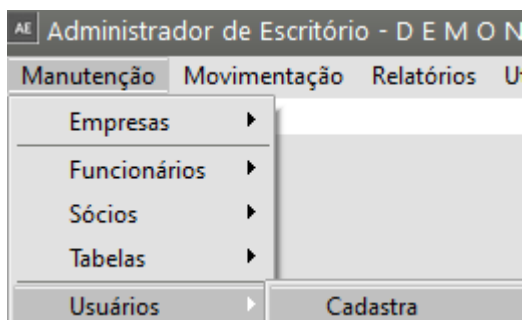 AE Administrador de Escritório - D E M O N
Manutenção Movimentação Relatórios
Empresas
Funcionários
Sócios
Tabelas
Usuários Cadastra